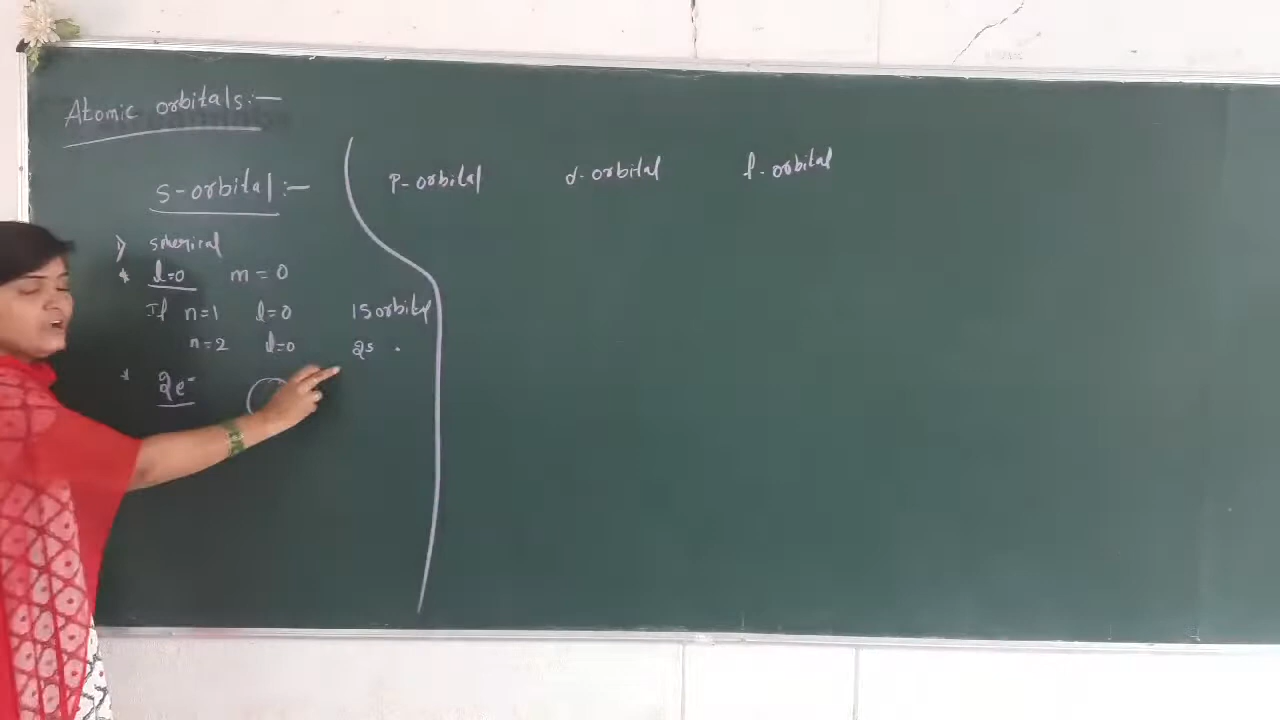 Atomic orbitals:-
s-orbital:-
spherical
* l=0 m = 0
If n=1 l=0 1S orbital
n=2 l=0 2s
* 2e-
p-orbital d-orbital f-orbital